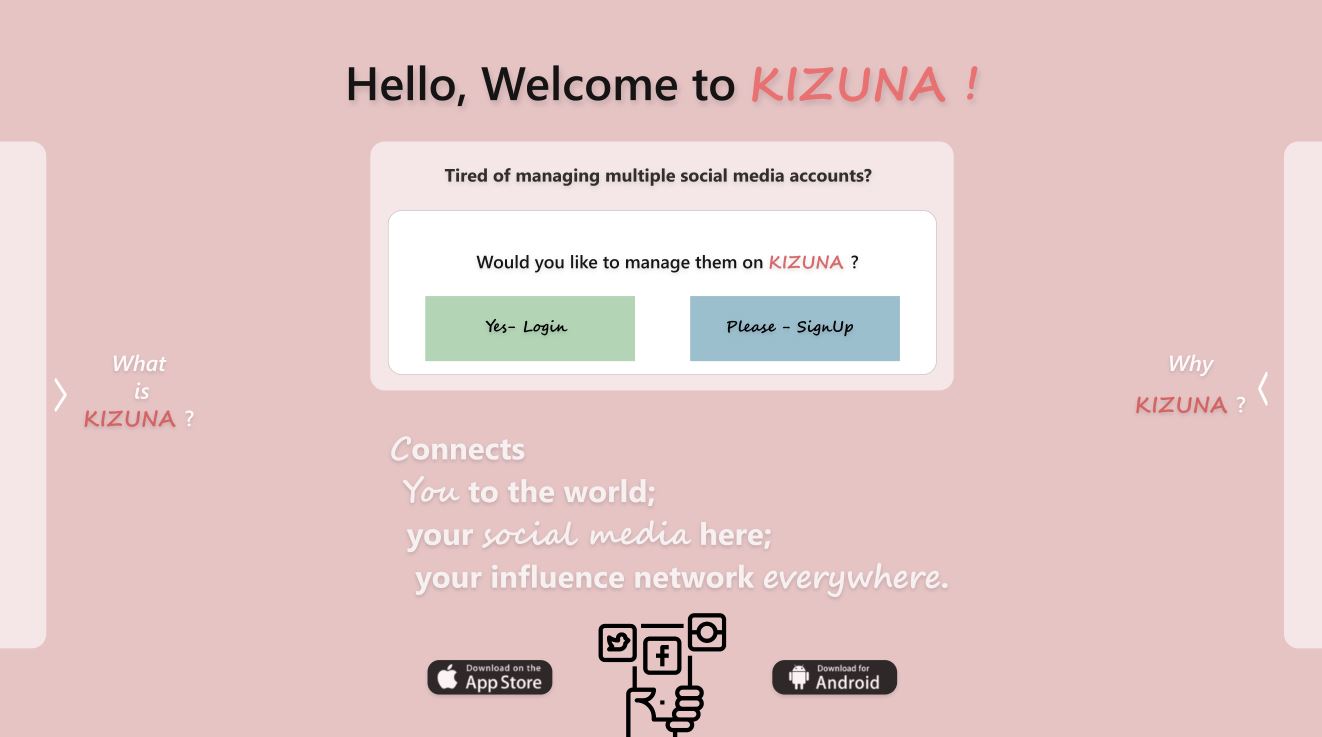 Hello, Welcome to KIZUNA !
Tired of managing multiple social media accounts?
Would you like to manage them on KIZUNA ?
Yes- Login
Please - SignUp
What
is
KIZUNA ?
Why
KIZUNA ?
Connects
You to the world;
your social media here;
your influence network everywhere.
Download on the
App Store
Download for
Android